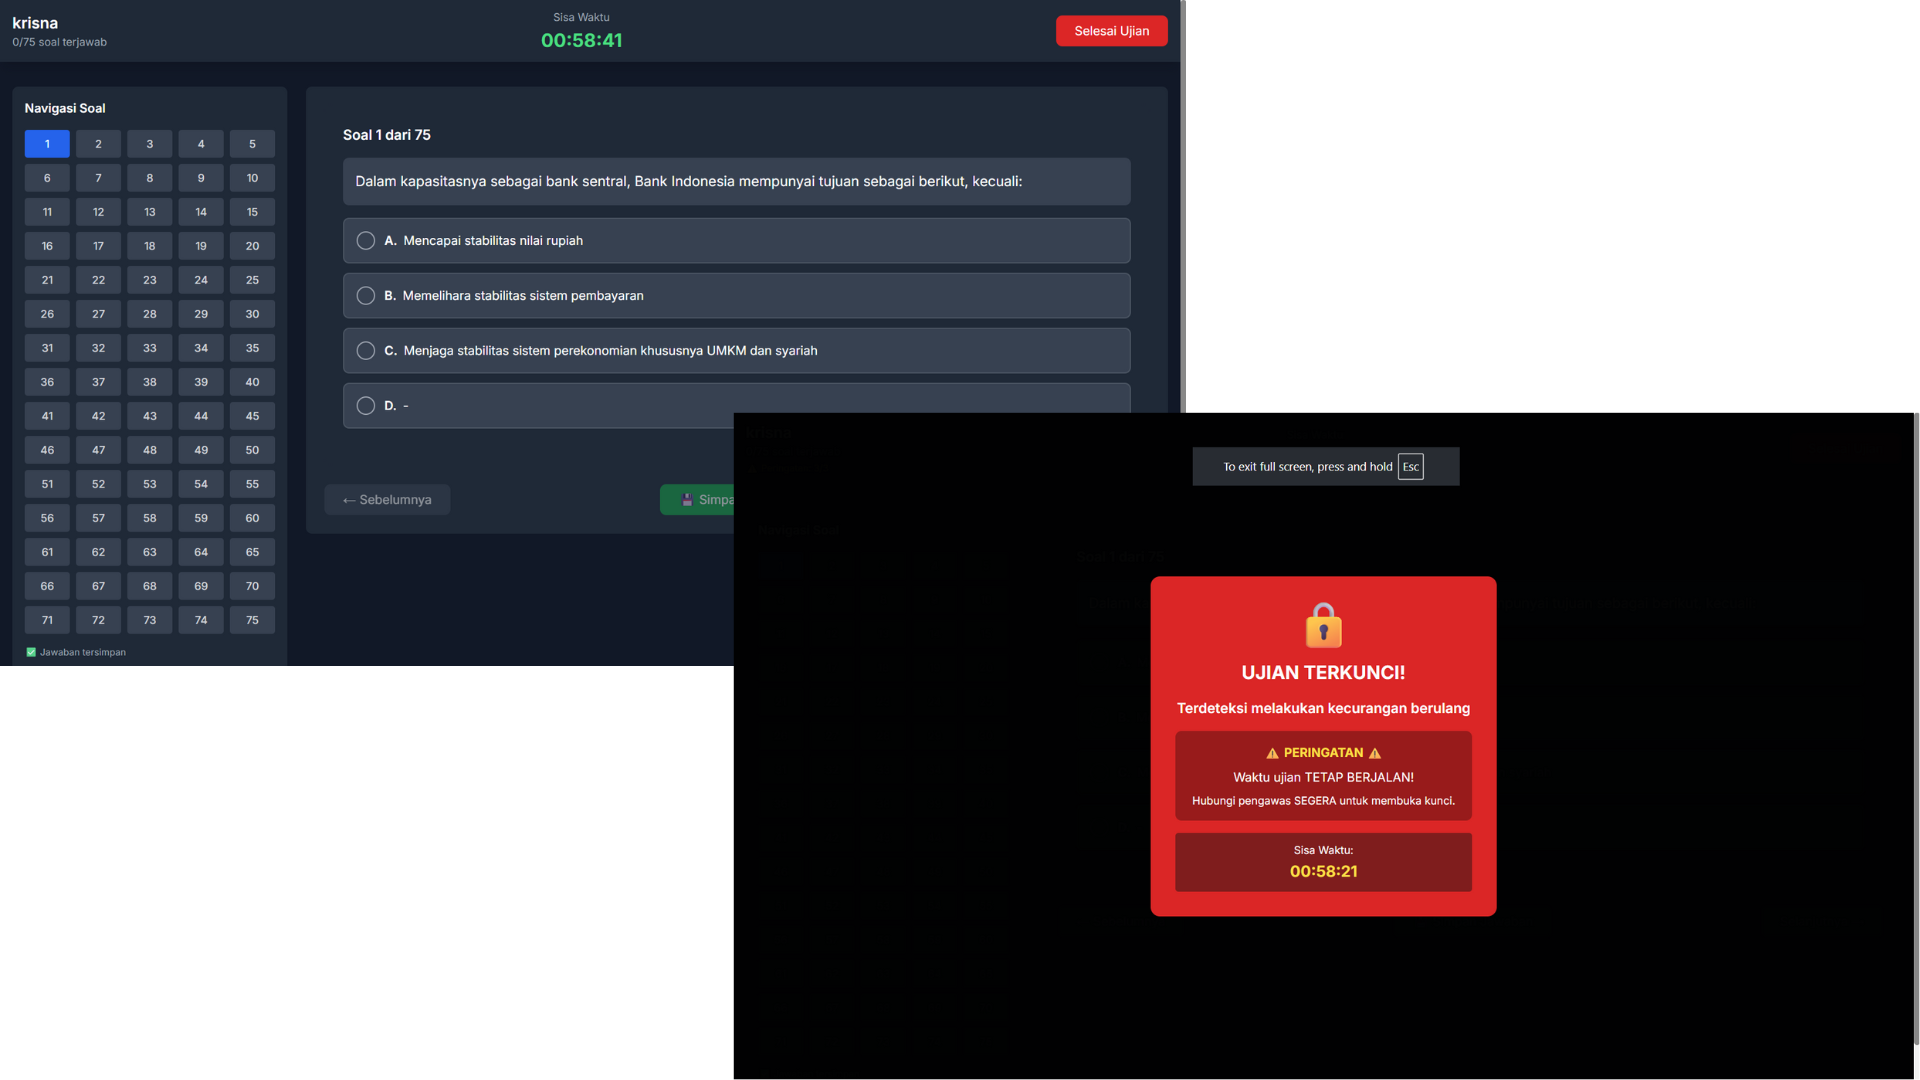 krisna
0/75 soal terjawab
Sisa Waktu
00:58:41
Selesai Ujian
Navigasi Soal
1 2 3 4 5
6 7 8 9 10
11 12 13 14 15
16 17 18 19 20
21 22 23 24 25
26 27 28 29 30
31 32 33 34 35
36 37 38 39 40
41 42 43 44 45
46 47 48 49 50
51 52 53 54 55
56 57 58 59 60
61 62 63 64 65
66 67 68 69 70
71 72 73 74 75
✅ Jawaban tersimpan
Soal 1 dari 75
Dalam kapasitasnya sebagai bank sentral, Bank Indonesia mempunyai tujuan sebagai berikut, kecuali:
A. Mencapai stabilitas nilai rupiah
B. Memelihara stabilitas sistem pembayaran
C. Menjaga stabilitas sistem perekonomian khususnya UMKM dan syariah
D. -
← Sebelumnya
💾 Simpa
To exit full screen, press and hold Esc
UJIAN TERKUNCI!
Terdeteksi melakukan kecurangan berulang
⚠️ PERINGATAN ⚠️
Waktu ujian TETAP BERJALAN!
Hubungi pengawas SEGERA untuk membuka kunci.
Sisa Waktu:
00:58:21